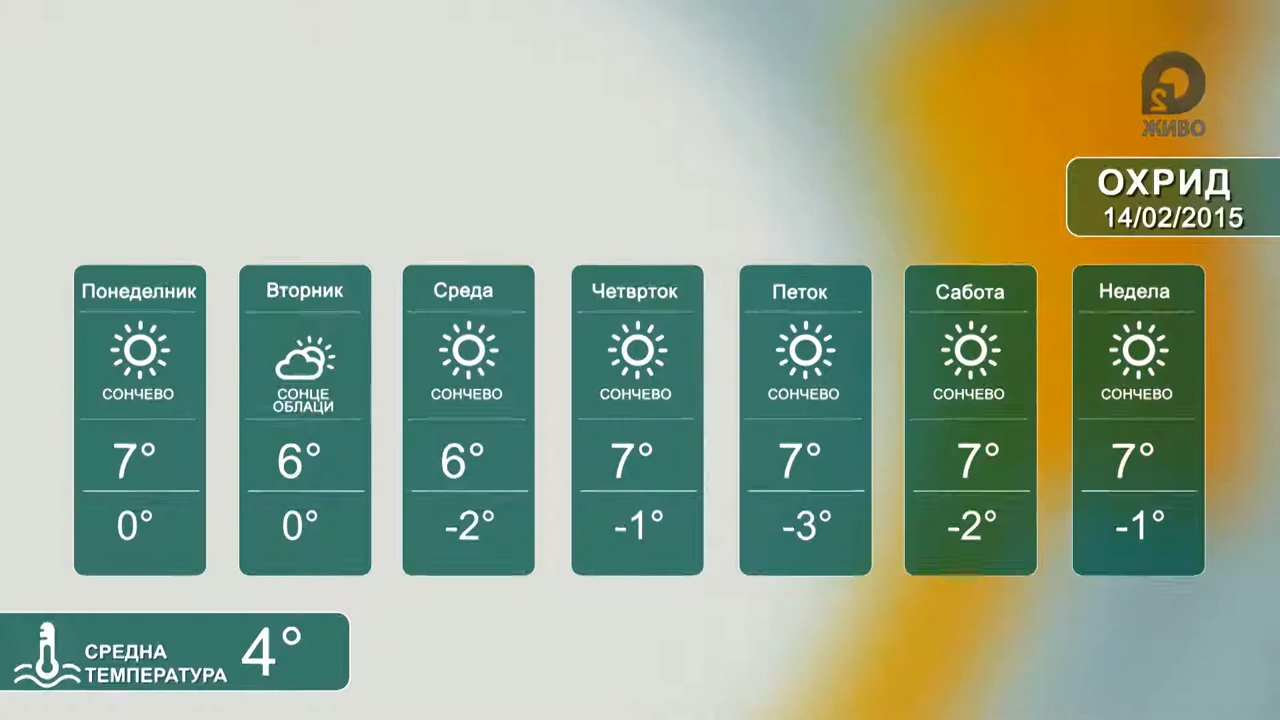 ЖИВО
ОХРИД
14/02/2015
Понеделник
СОНЧЕВО
7°
0°
Вторник
СОНЦЕ
ОБЛАЦИ
6°
0°
Среда
СОНЧЕВО
6°
-2°
Четврток
СОНЧЕВО
7°
-1°
Петок
СОНЧЕВО
7°
-3°
Сабота
СОНЧЕВО
7°
-2°
Недела
СОНЧЕВО
7°
-1°
СРЕДНА
ТЕМПЕРАТУРА 4°